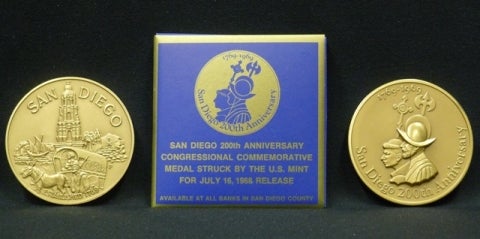 SAN DIEGO
1769-1969
San Diego 200th Anniversary
SAN DIEGO 200th ANNIVERSARY
CONGRESSIONAL COMMEMORATIVE
MEDAL STRUCK BY THE U.S. MINT
FOR JULY 16, 1968 RELEASE
AVAILABLE AT ALL BANKS IN SAN DIEGO COUNTY
1769-1969
San Diego 200th Anniversary